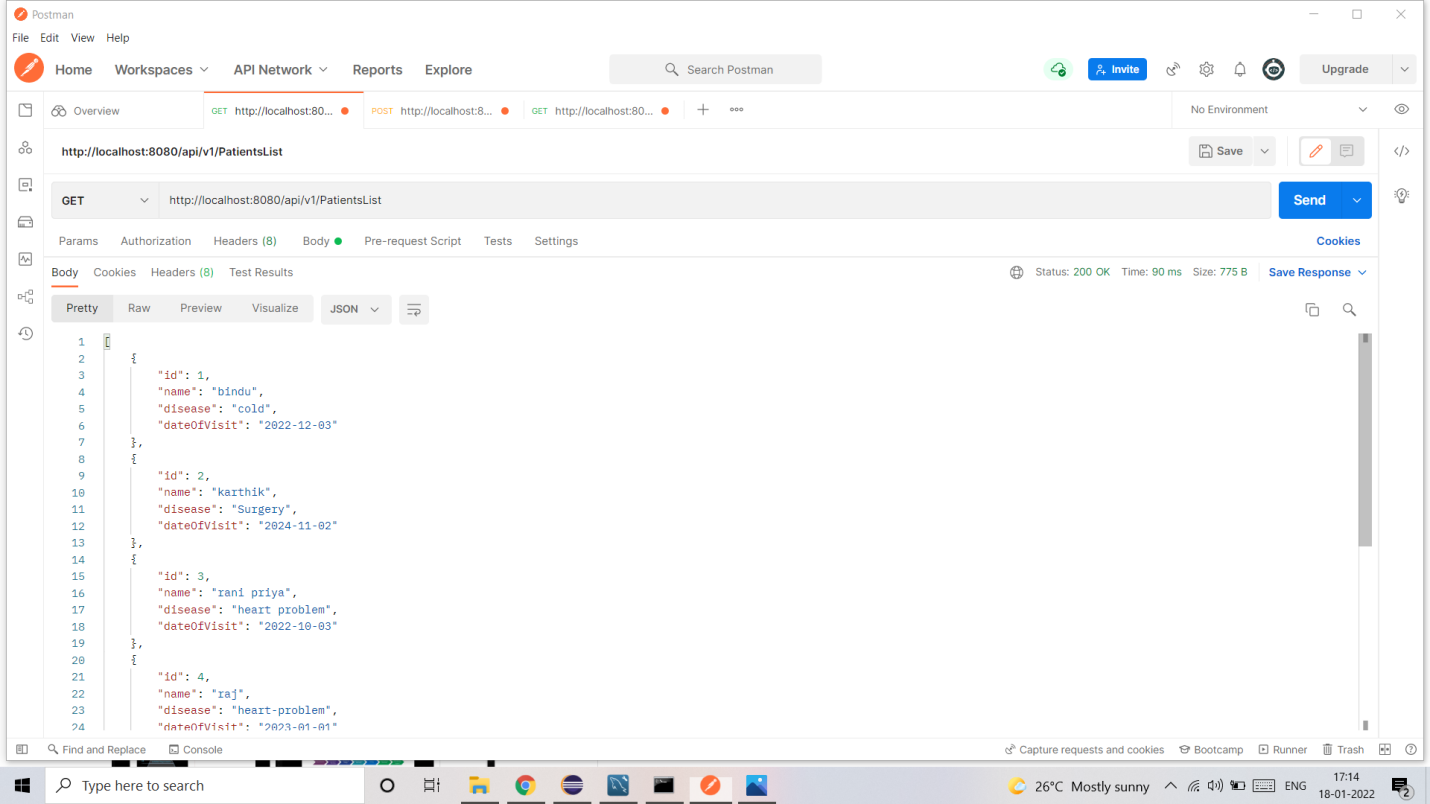 Postman
File Edit View Help
Home Workspaces API Network Reports Explore Search Postman Invite Upgrade
Overview GET http://localhost:80... POST http://localhost:8... GET http://localhost:80... No Environment
http://localhost:8080/api/v1/PatientsList Save
GET http://localhost:8080/api/v1/PatientsList Send
Params Authorization Headers (8) Body Pre-request Script Tests Settings Cookies
Body Cookies Headers (8) Test Results Status: 200 OK Time: 90 ms Size: 775 B Save Response
Pretty Raw Preview Visualize JSON
1 [
2 {
3 "id": 1,
4 "name": "bindu",
5 "disease": "cold",
6 "dateOfVisit": "2022-12-03"
7 },
8 {
9 "id": 2,
10 "name": "karthik",
11 "disease": "Surgery",
12 "dateOfVisit": "2024-11-02"
13 },
14 {
15 "id": 3,
16 "name": "rani priya",
17 "disease": "heart problem",
18 "dateOfVisit": "2022-10-03"
19 },
20 {
21 "id": 4,
22 "name": "raj",
23 "disease": "heart-problem",
24 "dateOfVisit": "2023-01-01"
Find and Replace Console Capture requests and cookies Bootcamp Runner Trash
Type here to search 26°C Mostly sunny ENG 17:14
18-01-2022 2